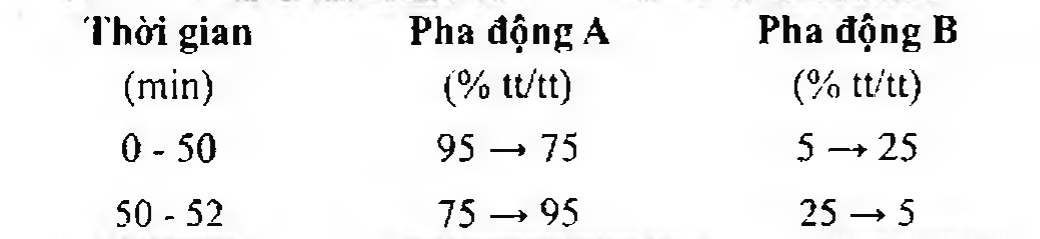 Thời gian Pha động A Pha động B
(min) (% tt/tt) (% tt/tt)
0 - 50 95 → 75 5 → 25
50 - 52 75 → 95 25 → 5